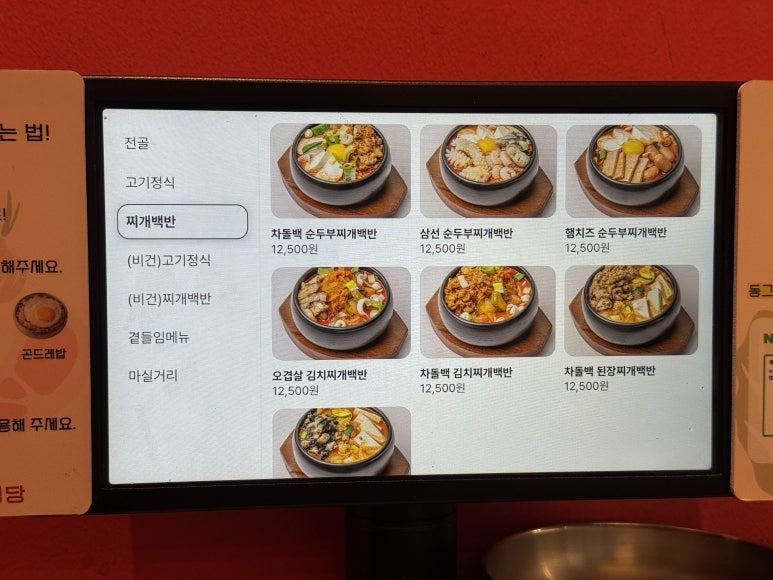 는 법!
해주세요.
곤드레밥
용해 주세요.
당
전골
고기정식
찌개백반
(비건)고기정식
(비건)찌개백반
곁들임메뉴
마실거리
차돌백 순두부찌개백반
12,500원
삼선 순두부찌개백반
12,500원
햄치즈 순두부찌개백반
12,500원
오겹살 김치찌개백반
12,500원
차돌백 김치찌개백반
12,500원
차돌백 된장찌개백반
12,500원
동그
N